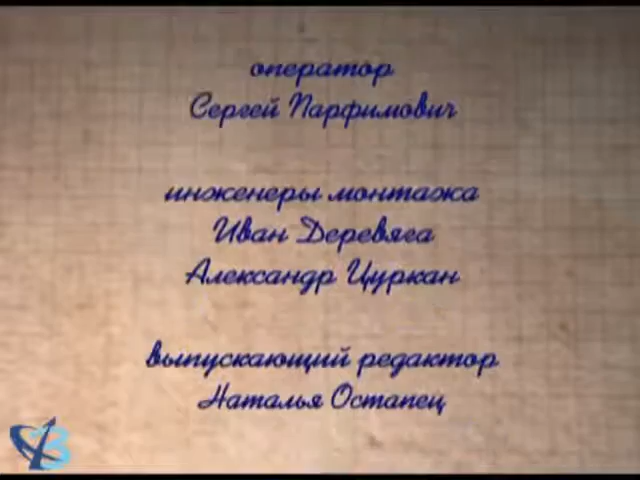 оператор
Сергей Парфимович
инженеры монтажа
Иван Деревяга
Александр Цуркан
выпускающий редактор
Наталья Остапец